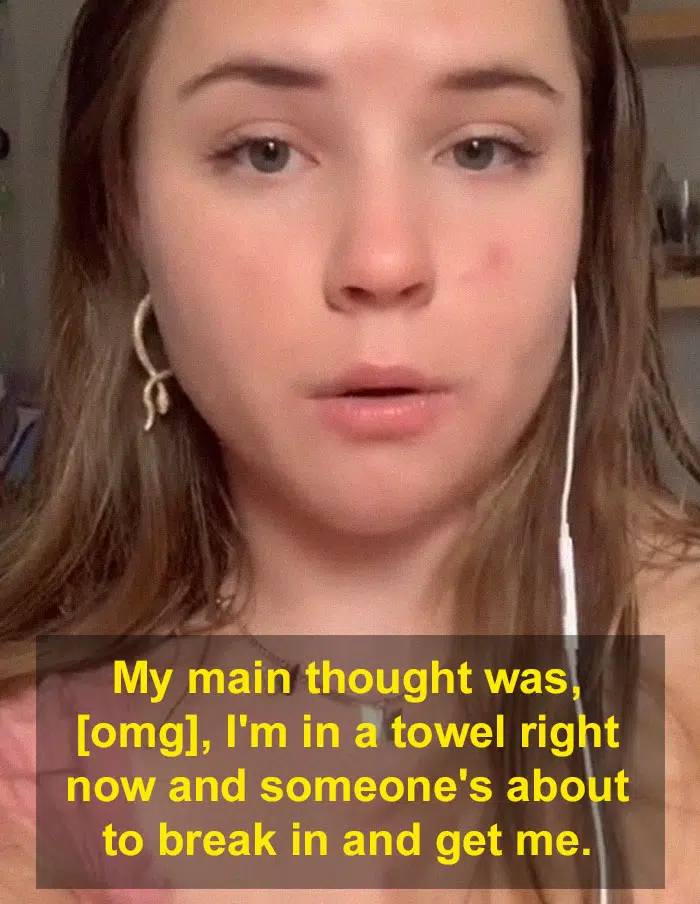 My main thought was,
[omg], I'm in a towel right
now and someone's about
to break in and get me.